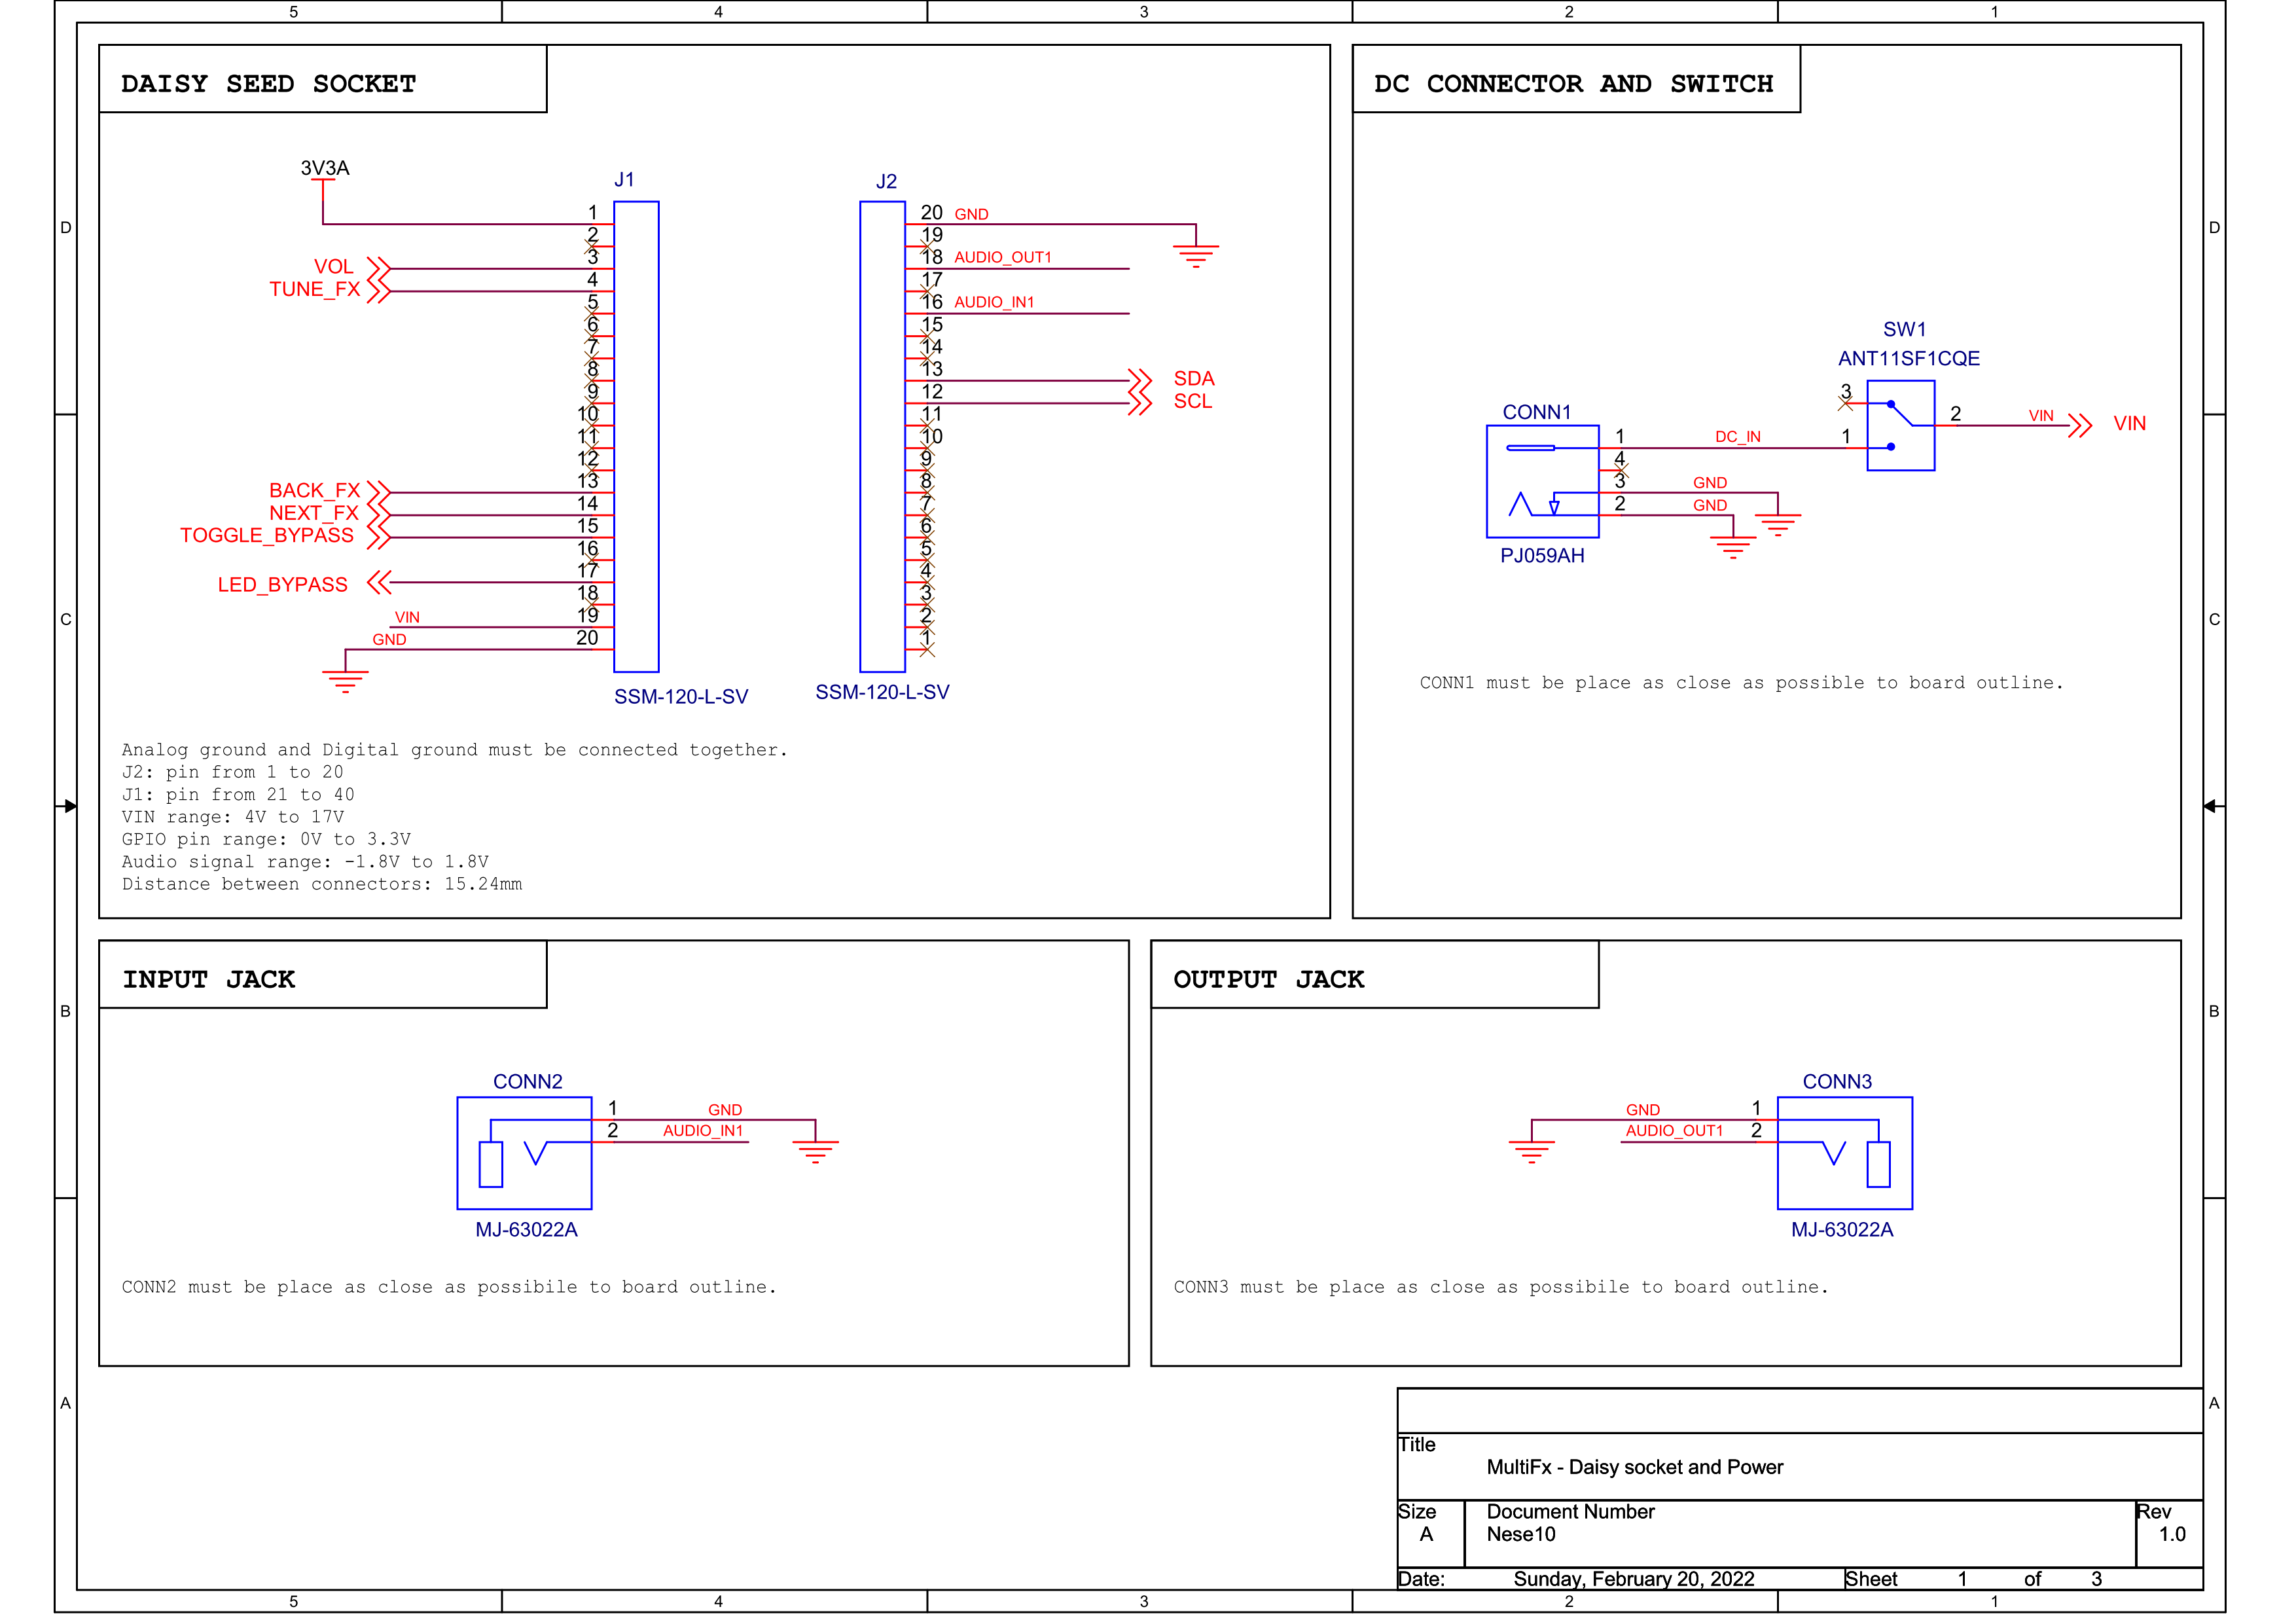 5 4 3 2 1
DAISY SEED SOCKET
DC CONNECTOR AND SWITCH
3V3A
J1
J2
1
2
3
4
5
6
7
8
9
10
11
12
13
14
15
16
17
18
19
20
VOL
TUNE_FX
BACK_FX
NEXT_FX
TOGGLE_BYPASS
LED_BYPASS
VIN
GND
SSM-120-L-SV
20 GND
19
18 AUDIO_OUT1
17
16 AUDIO_IN1
15
14
13 SDA
12 SCL
11
10
9
8
7
6
5
4
3
2
1
SSM-120-L-SV
D
D
C
C
SW1
ANT11SF1CQE
3
1
2 VIN VIN
CONN1
1 DC_IN
4
3 GND
2 GND
PJ059AH
CONN1 must be place as close as possible to board outline.
Analog ground and Digital ground must be connected together.
J2: pin from 1 to 20
J1: pin from 21 to 40
VIN range: 4V to 17V
GPIO pin range: 0V to 3.3V
Audio signal range: -1.8V to 1.8V
Distance between connectors: 15.24mm
INPUT JACK
OUTPUT JACK
B
B
CONN2
1 GND
2 AUDIO_IN1
MJ-63022A
CONN2 must be place as close as possibile to board outline.
CONN3
GND 1
AUDIO_OUT1 2
MJ-63022A
CONN3 must be place as close as possibile to board outline.
A
A
Title
MultiFx - Daisy socket and Power
Size
A
Document Number
Nese10
Rev
1.0
Date: Sunday, February 20, 2022 Sheet 1 of 3
5 4 3 2 1